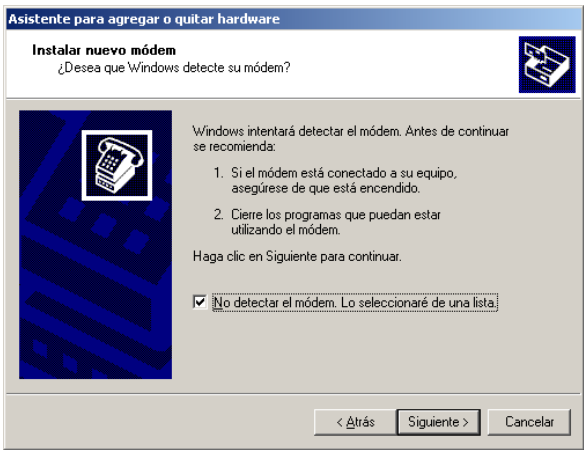 Asistente para agregar o quitar hardware
Instalar nuevo módem
¿Desea que Windows detecte su módem?
Windows intentará detectar el módem. Antes de continuar
se recomienda:
1. Si el módem está conectado a su equipo,
asegúrese de que está encendido.
2. Cierre los programas que puedan estar
utilizando el módem.
Haga clic en Siguiente para continuar.
No detectar el módem. Lo seleccionaré de una lista.
< Atrás Siguiente > Cancelar